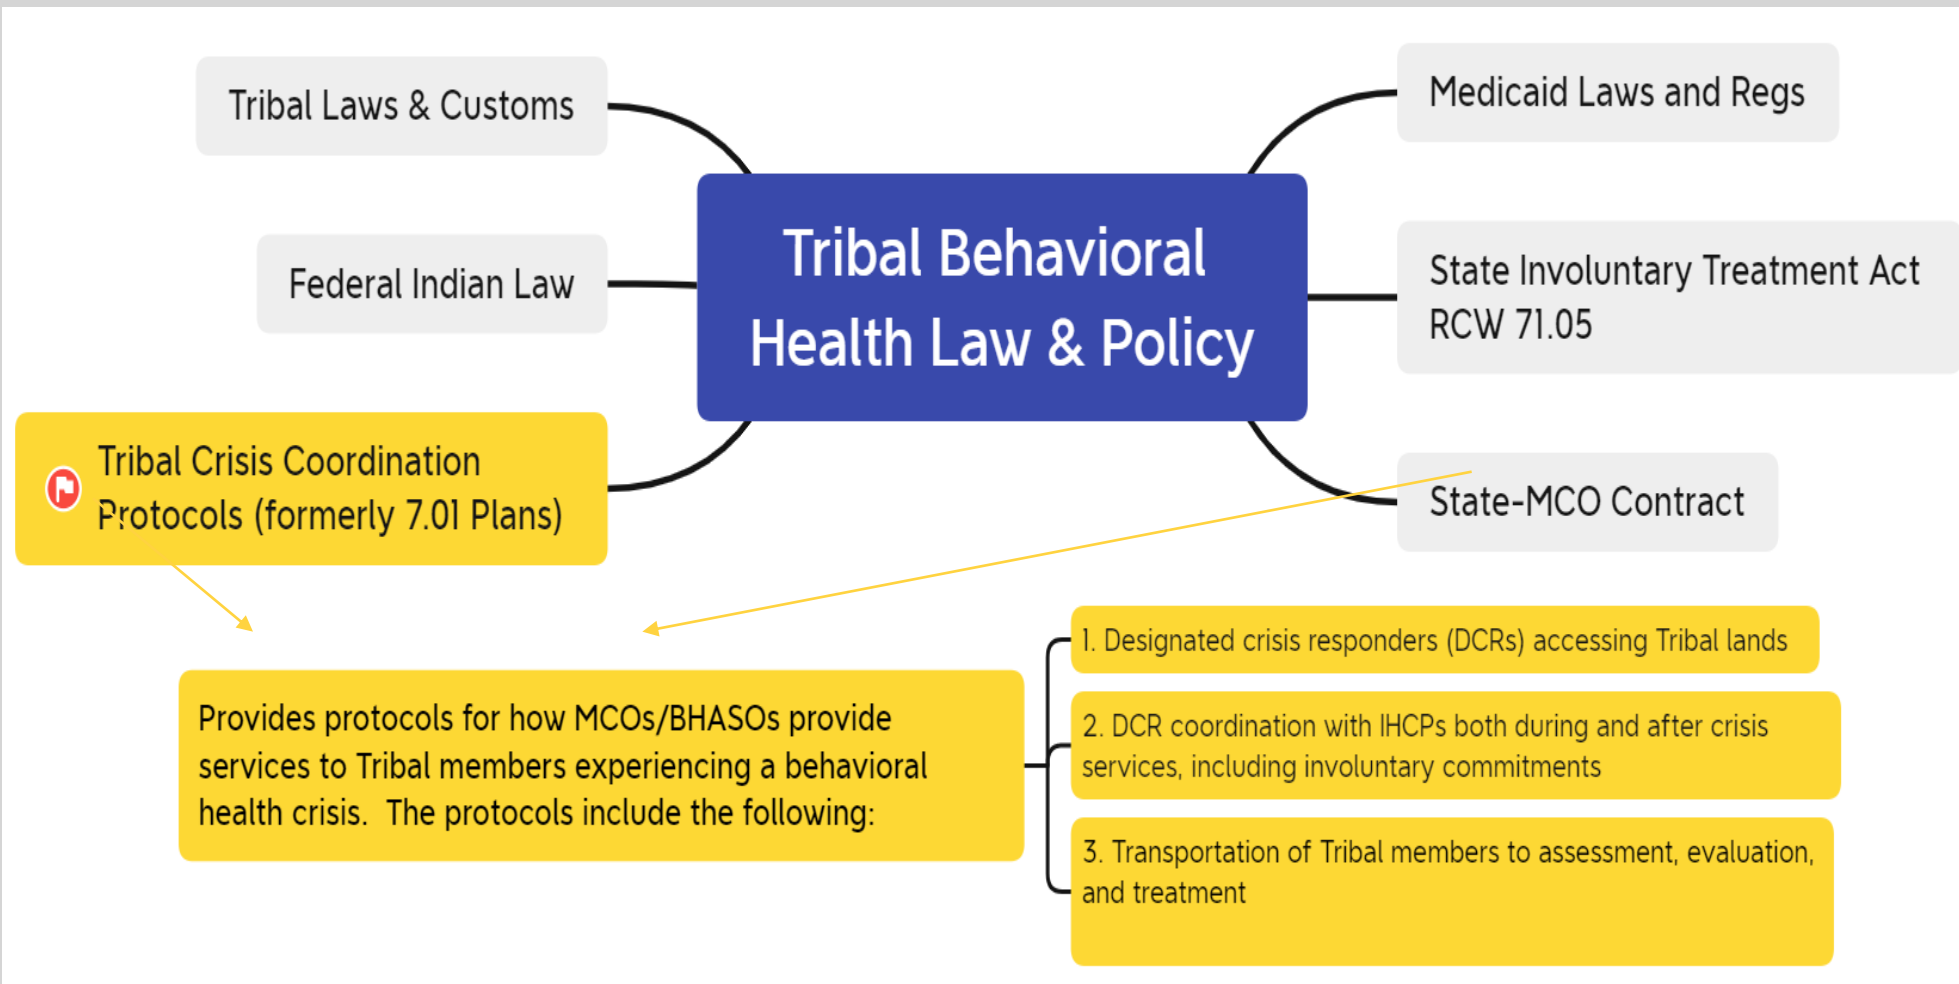 Tribal Laws & Customs
Federal Indian Law
Tribal Crisis Coordination
Protocols (formerly 7.01 Plans)
Tribal Behavioral
Health Law & Policy
Medicaid Laws and Regs
State Involuntary Treatment Act
RCW 71.05
State-MCO Contract
Provides protocols for how MCOs/BHASOs provide
services to Tribal members experiencing a behavioral
health crisis.  The protocols include the following:
1. Designated crisis responders (DCRs) accessing Tribal lands
2. DCR coordination with IHCPs both during and after crisis
services, including involuntary commitments
3. Transportation of Tribal members to assessment, evaluation,
and treatment